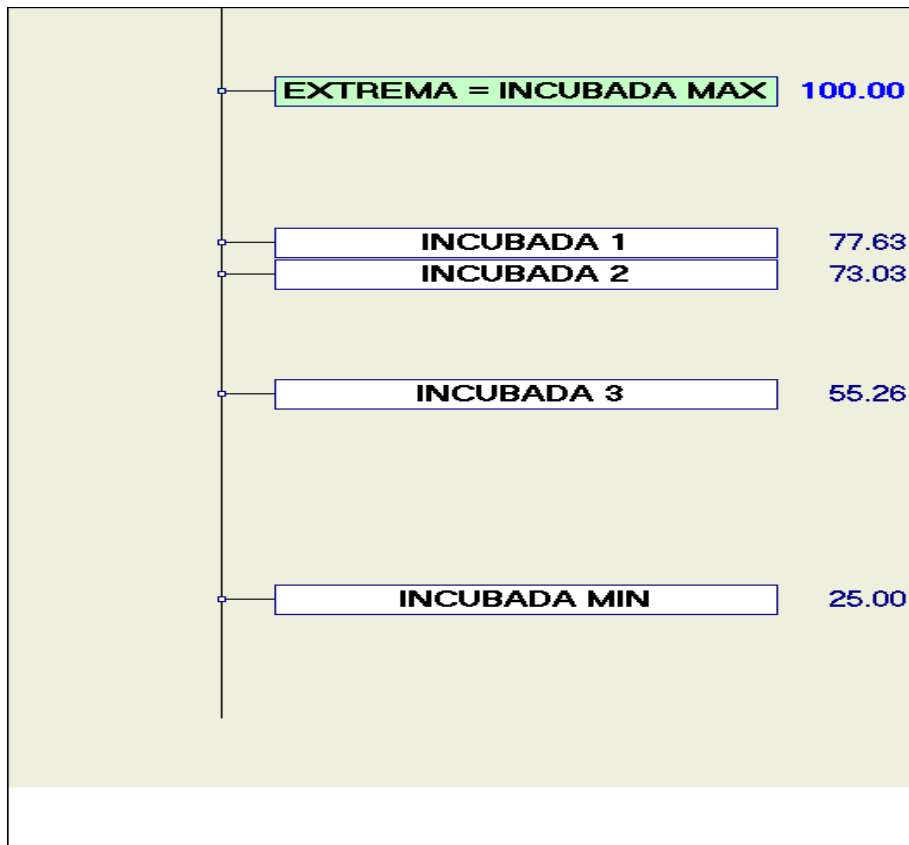 EXTREMA = INCUBADA MAX 100.00
INCUBADA 1 77.63
INCUBADA 2 73.03
INCUBADA 3 55.26
INCUBADA MIN 25.00